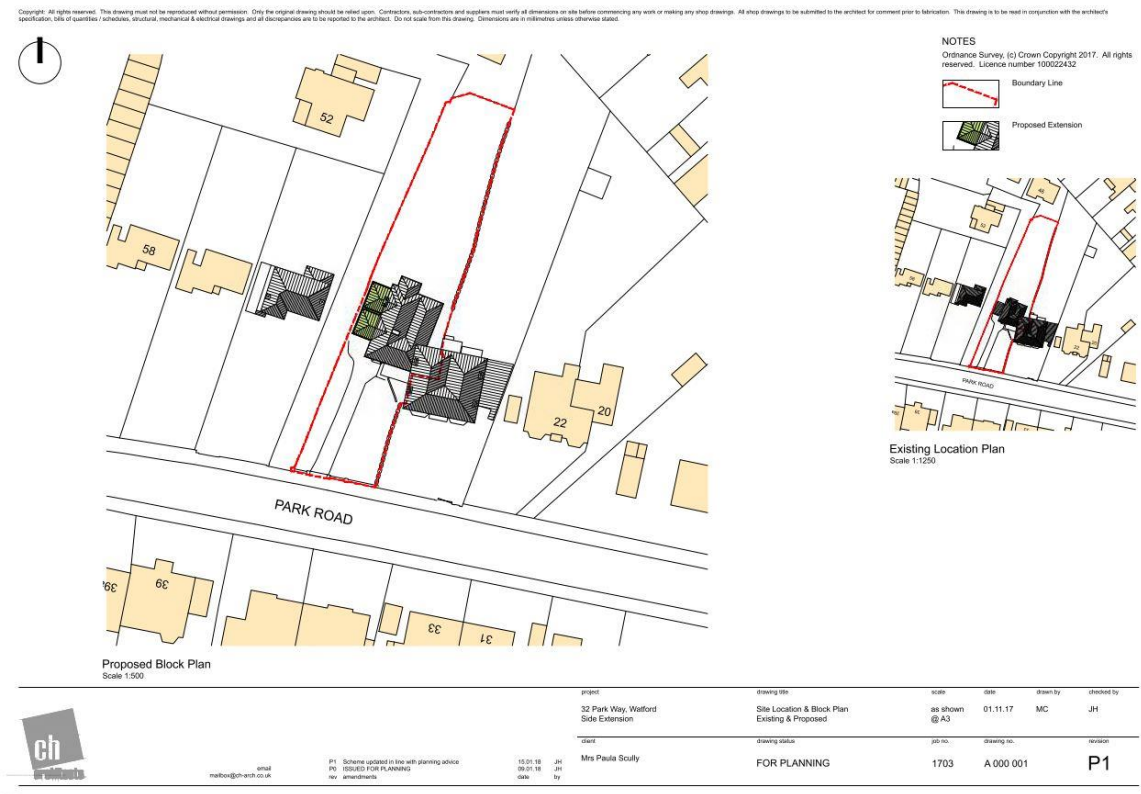 Copyright: All rights reserved. This drawing must not be reproduced without permission. Only the original drawing should be relied upon. Contractors, sub-contractors and suppliers must verify all dimensions on site before commencing any work or making any shop drawings. All shop drawings to be submitted to the architect for comment prior to fabrication. This drawing is to be read in conjunction with the architect's
specification, bills of quantities / schedules, structural, mechanical & electrical drawings and all discrepancies are to be reported to the architect. Do not scale from this drawing. Dimensions are in millimetres unless otherwise stated.
NOTES
Ordnance Survey, (c) Crown Copyright 2017. All rights
reserved. Licence number 100022432
Boundary Line
Proposed Extension
52
58
22
20
PARK ROAD
39
33
31
Proposed Block Plan
Scale 1:500
52
22
PARK ROAD
Existing Location Plan
Scale 1:1250
ch
architects
email
mailbox@ch-arch.co.uk
P1 Scheme updated in line with planning advice 15.01.18 JH
P0 ISSUED FOR PLANNING 09.01.18 JH
rev amendments date by
project
32 Park Way, Watford
Side Extension
client
Mrs Paula Scully
drawing title
Site Location & Block Plan
Existing & Proposed
drawing status
FOR PLANNING
scale date drawn by checked by
as shown 01.11.17 MC JH
@ A3
job no. drawing no. revision
1703 A 000 001 P1